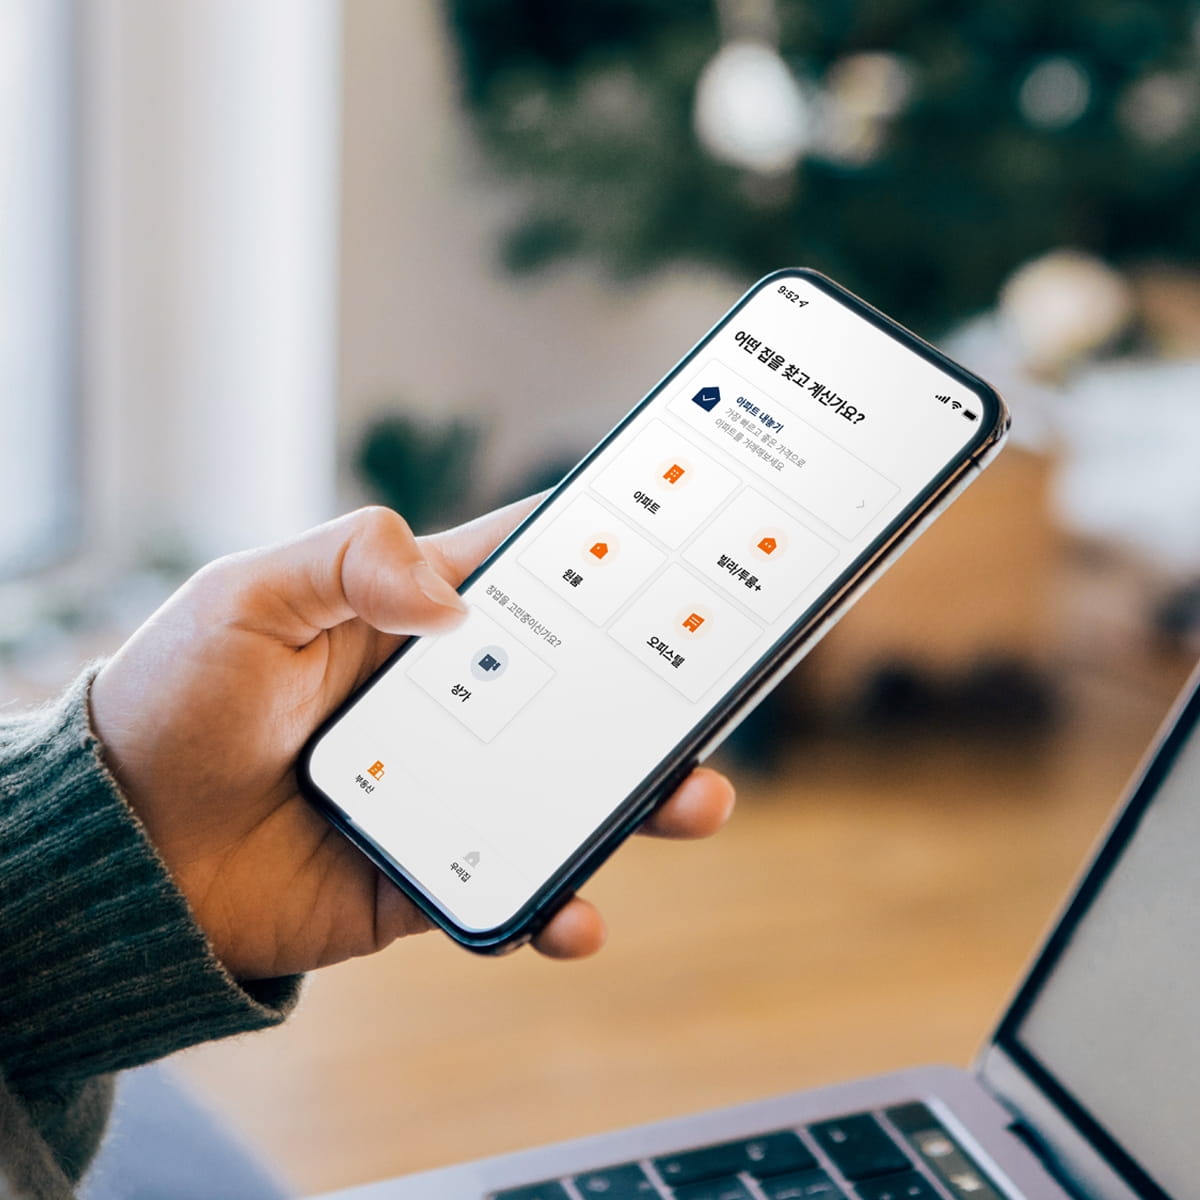 9:52
어떤 집을 찾고 계신가요?
아파트 내놓기
가장 빠르고 좋은 가격으로
아파트를 거래해보세요
아파트
빌라/투룸+
원룸
오피스텔
창업을 고민중이신가요?
상가
부동산
우리집